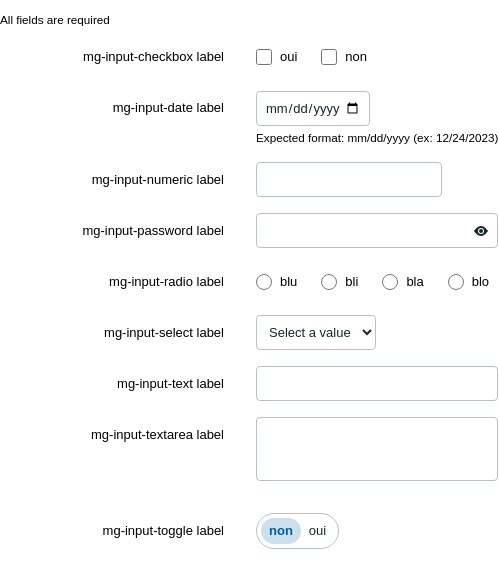 All fields are required
mg-input-checkbox label oui non
mg-input-date label mm/dd/yyyy
Expected format: mm/dd/yyyy (ex: 12/24/2023)
mg-input-numeric label
mg-input-password label
mg-input-radio label blu bli bla blo
mg-input-select label Select a value
mg-input-text label
mg-input-textarea label
mg-input-toggle label non oui